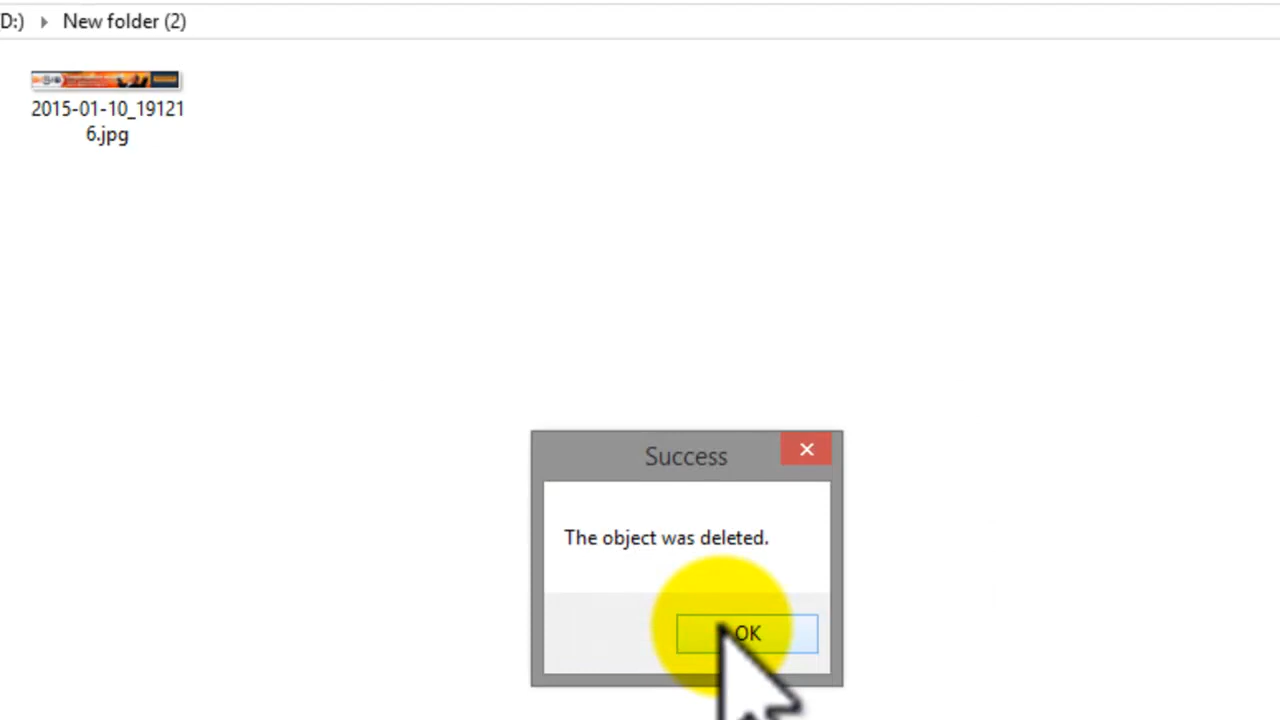 D:) New folder (2)
2015-01-10_19121
6.jpg
Success
The object was deleted.
OK